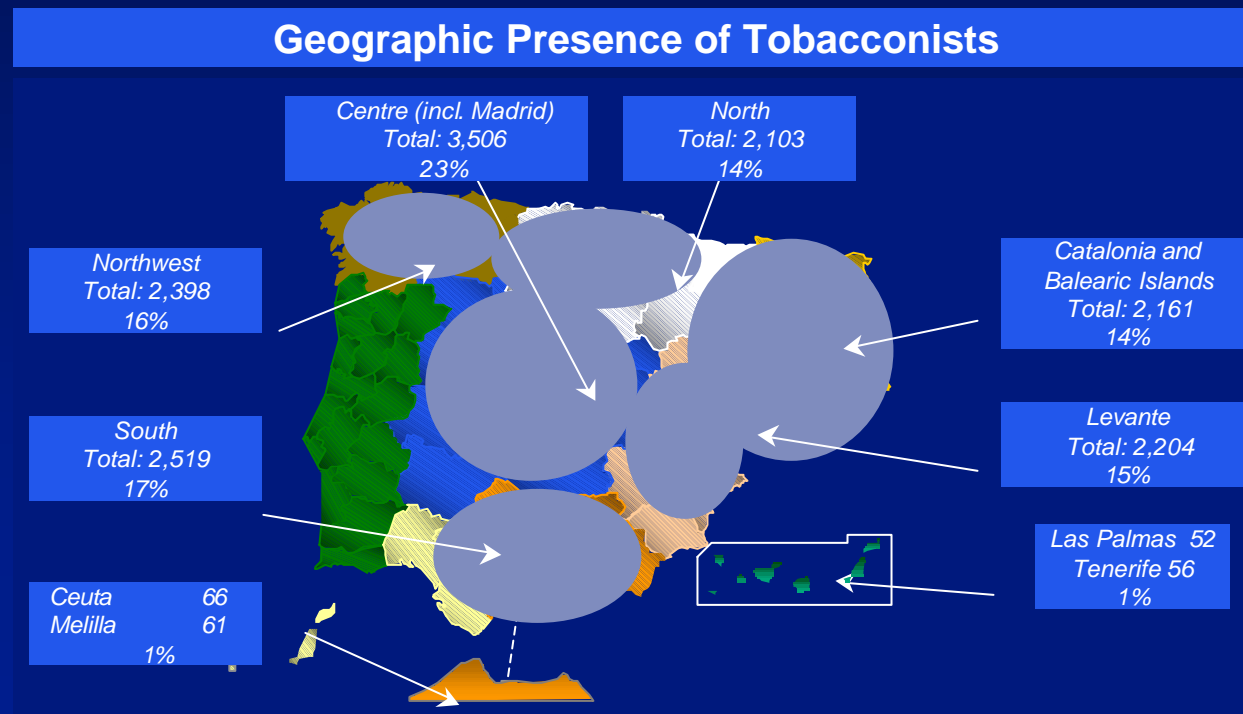 Geographic Presence of Tobacconists
Centre (incl. Madrid)
Total: 3,506
23%
North
Total: 2,103
14%
Northwest
Total: 2,398
16%
Catalonia and
Balearic Islands
Total: 2,161
14%
South
Total: 2,519
17%
Levante
Total: 2,204
15%
Las Palmas 52
Tenerife 56
1%
Ceuta 66
Melilla 61
1%